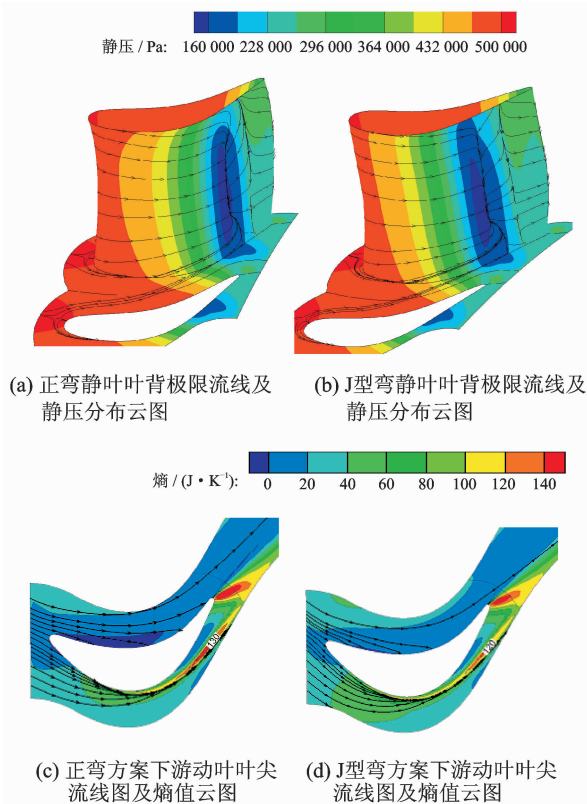 静压 / Pa: 160 000 228 000 296 000 364 000 432 000 500 000
(a) 正弯静叶叶背极限流线及
静压分布云图
(b) J型弯静叶叶背极限流线及
静压分布云图
熵 / (J·K⁻¹): 0 20 40 60 80 100 120 140
130
120
(c) 正弯方案下游动叶叶尖
流线图及熵值云图
(d) J型弯方案下游动叶叶尖
流线图及熵值云图